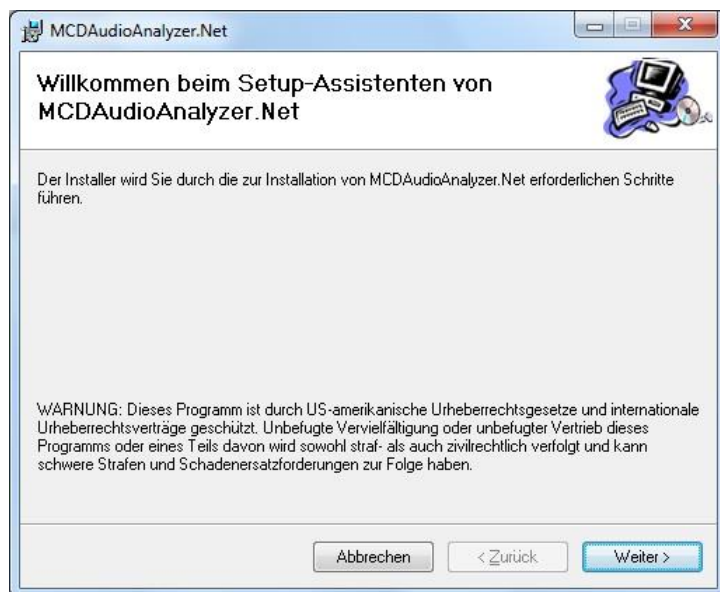 MCDAudioAnalyzer.Net
Willkommen beim Setup-Assistenten von
MCDAudioAnalyzer.Net
Der Installer wird Sie durch die zur Installation von MCDAudioAnalyzer.Net erforderlichen Schritte
führen.
WARNUNG: Dieses Programm ist durch US-amerikanische Urheberrechtsgesetze und internationale
Urheberrechtsverträge geschützt. Unbefugte Vervielfältigung oder unbefugter Vertrieb dieses
Programms oder eines Teils davon wird sowohl straf- als auch zivilrechtlich verfolgt und kann
schwere Strafen und Schadenersatzforderungen zur Folge haben.
Abbrechen
< Zurück
Weiter >